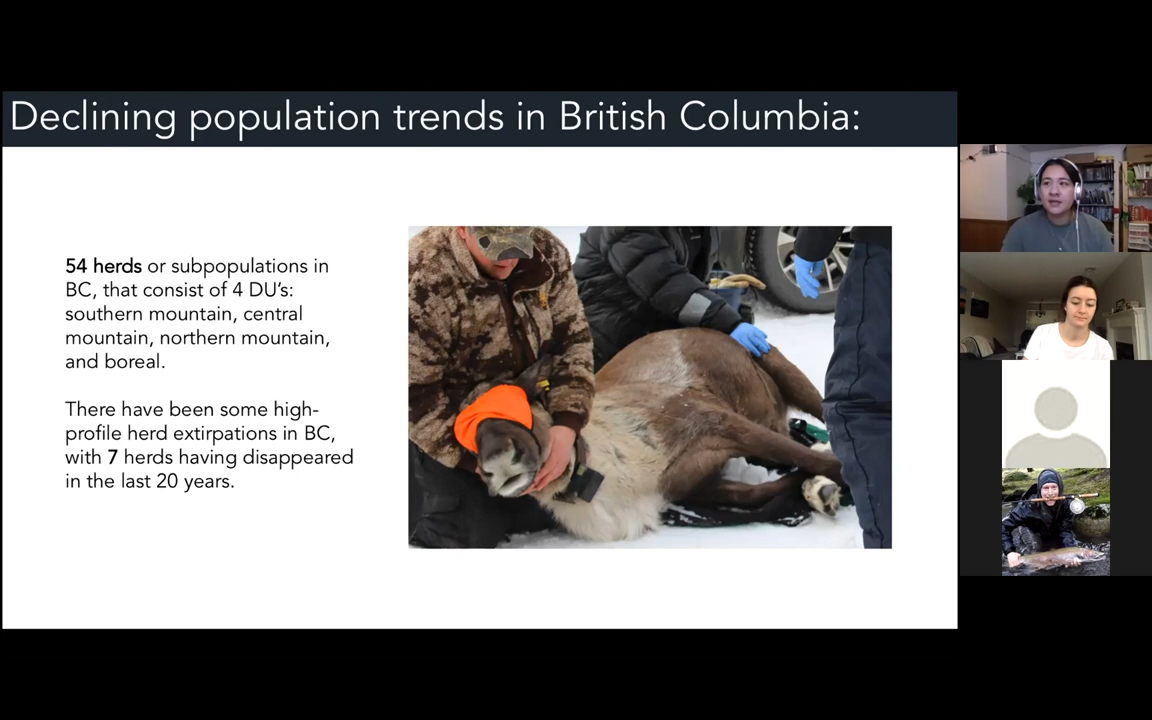 Declining population trends in British Columbia:
54 herds or subpopulations in
BC, that consist of 4 DU's:
southern mountain, central
mountain, northern mountain,
and boreal.
There have been some high-
profile herd extirpations in BC,
with 7 herds having disappeared
in the last 20 years.